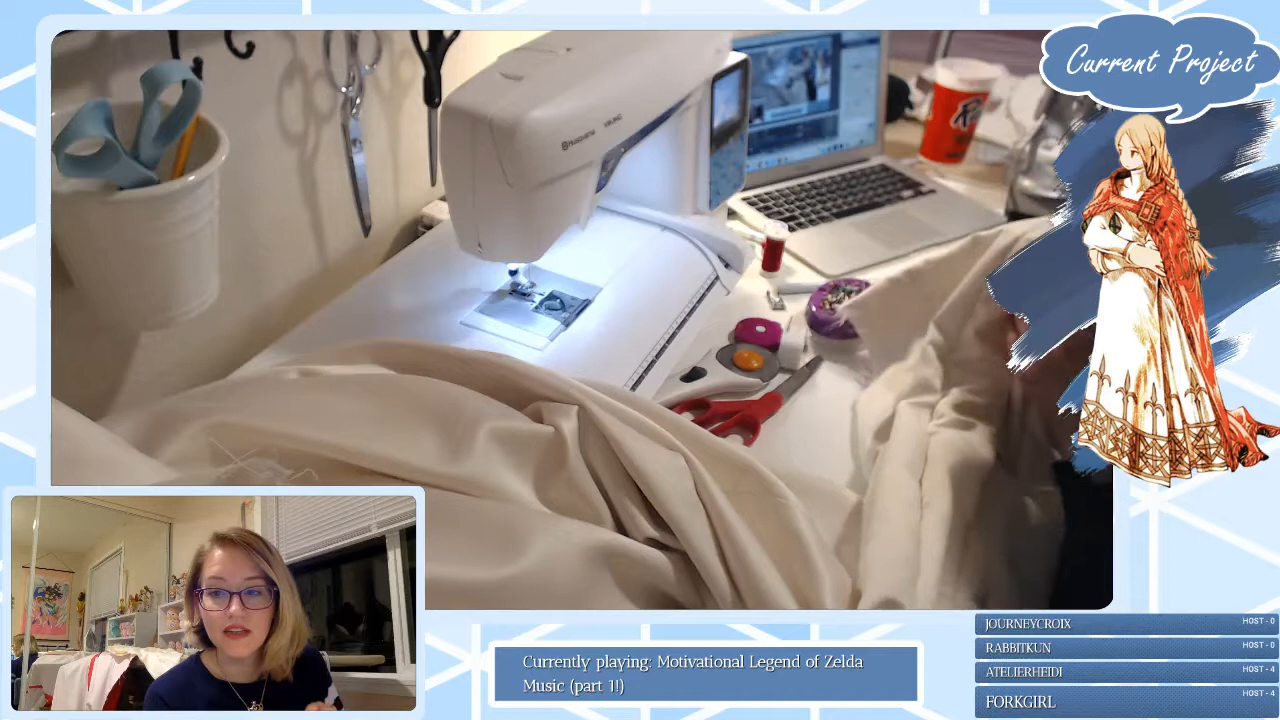 Current Project
HUSQVARNA VIKING
JOURNEYCROIX
HOST - 0
RABBITKUN
HOST - 0
ATELIERHEIDI
HOST - 4
FORKGIRL
HOST - 4
Currently playing: Motivational Legend of Zelda
Music (part 1!)